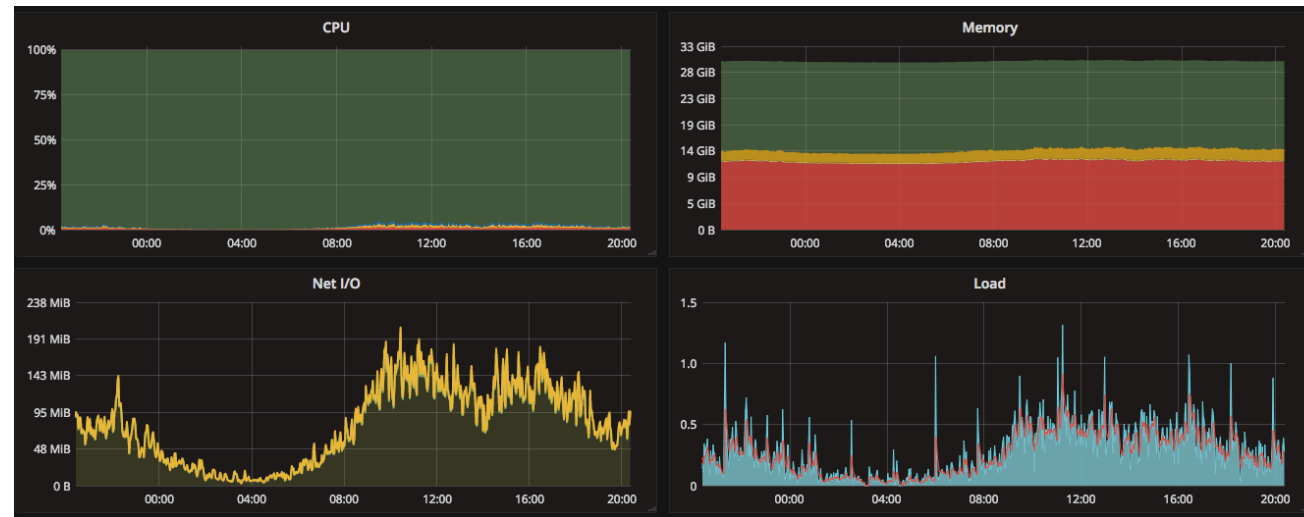 CPU
100%
75%
50%
25%
0%
00:00 04:00 08:00 12:00 16:00 20:00
Memory
33 GiB
28 GiB
23 GiB
19 GiB
14 GiB
9 GiB
5 GiB
0 B
00:00 04:00 08:00 12:00 16:00 20:00
Net I/O
238 MiB
191 MiB
143 MiB
95 MiB
48 MiB
0 B
00:00 04:00 08:00 12:00 16:00 20:00
Load
1.5
1.0
0.5
0
00:00 04:00 08:00 12:00 16:00 20:00